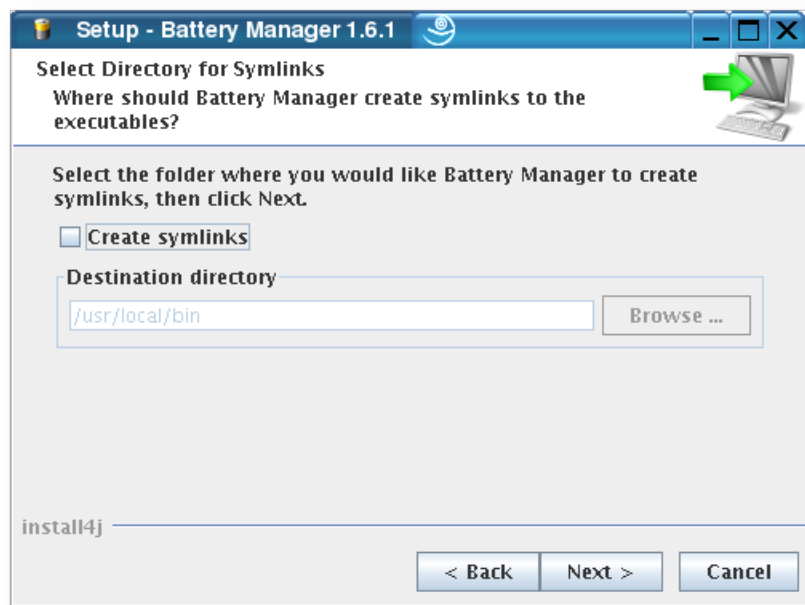 Setup - Battery Manager 1.6.1
Select Directory for Symlinks
Where should Battery Manager create symlinks to the
executables?
Select the folder where you would like Battery Manager to create
symlinks, then click Next.
Create symlinks
Destination directory
/usr/local/bin
Browse ...
install4j
< Back
Next >
Cancel